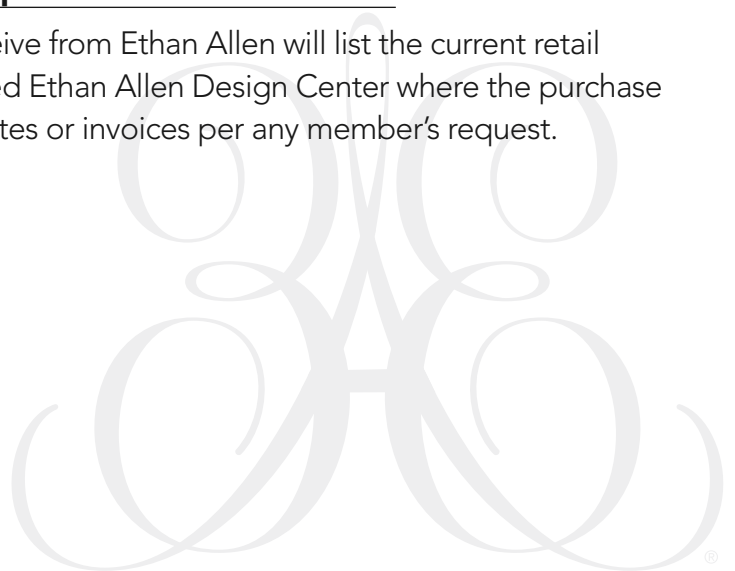 eive from Ethan Allen will list the current retail
ed Ethan Allen Design Center where the purchase
tes or invoices per any member’s request.
®